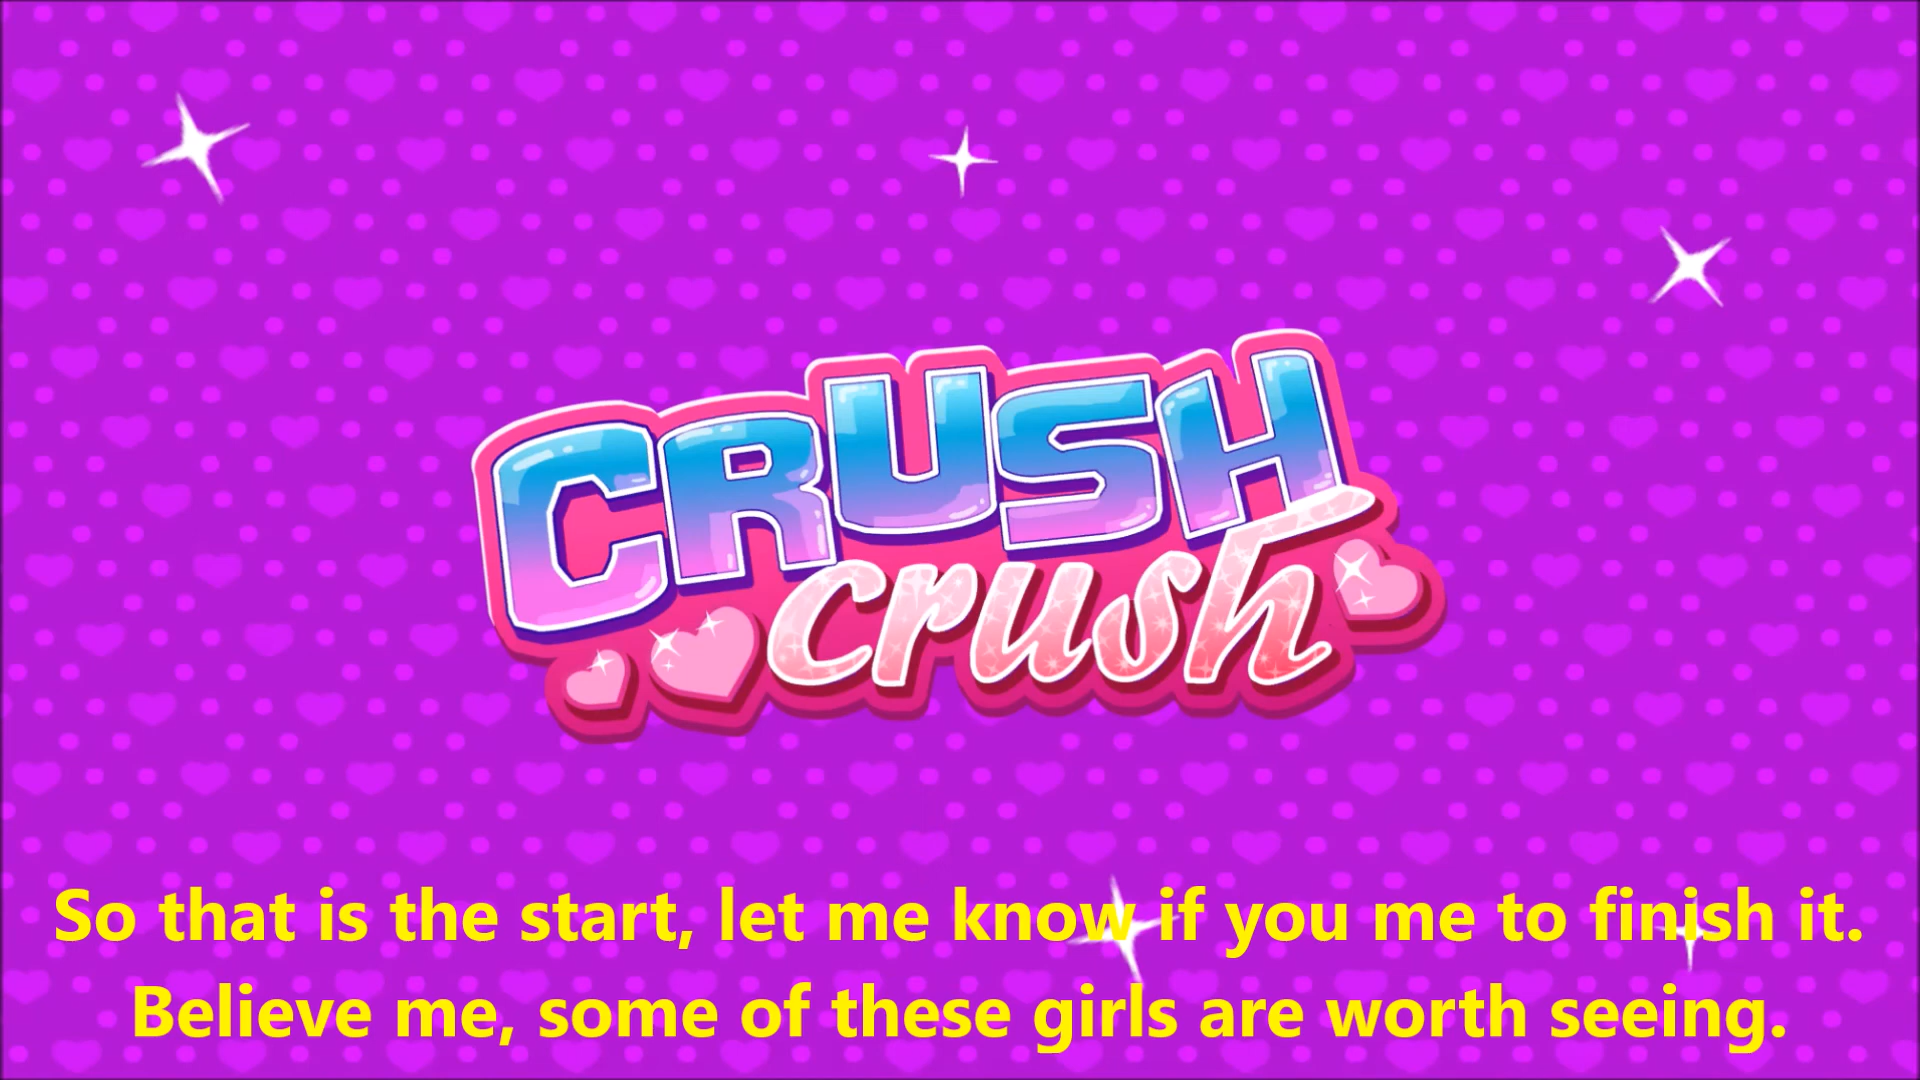 CRUSH
crush
So that is the start, let me know if you me to finish it.
Believe me, some of these girls are worth seeing.